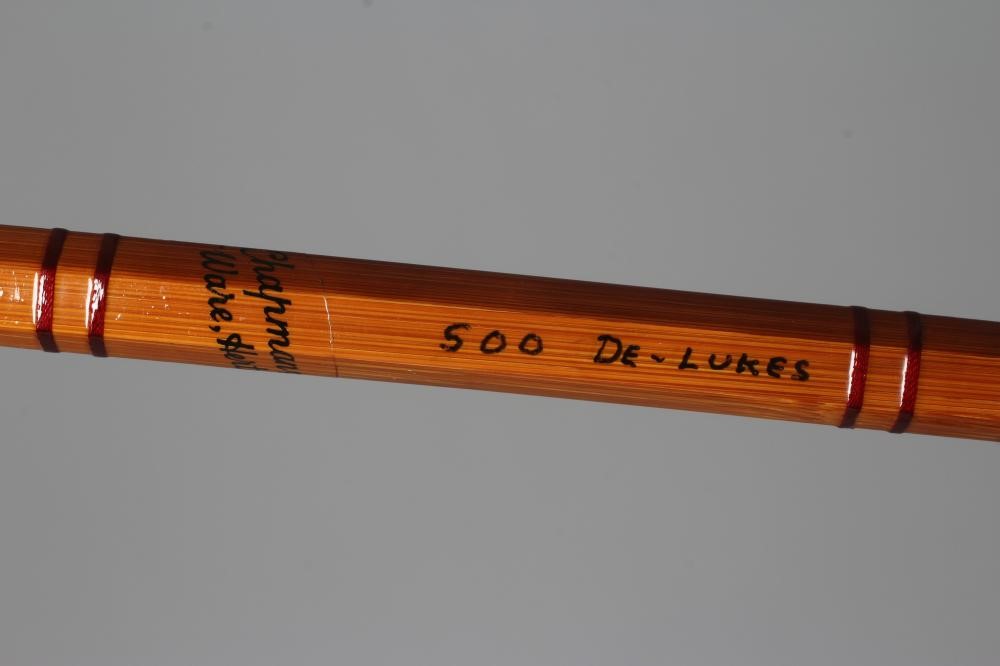 Chapman
Ware,
500 DE-LUKES